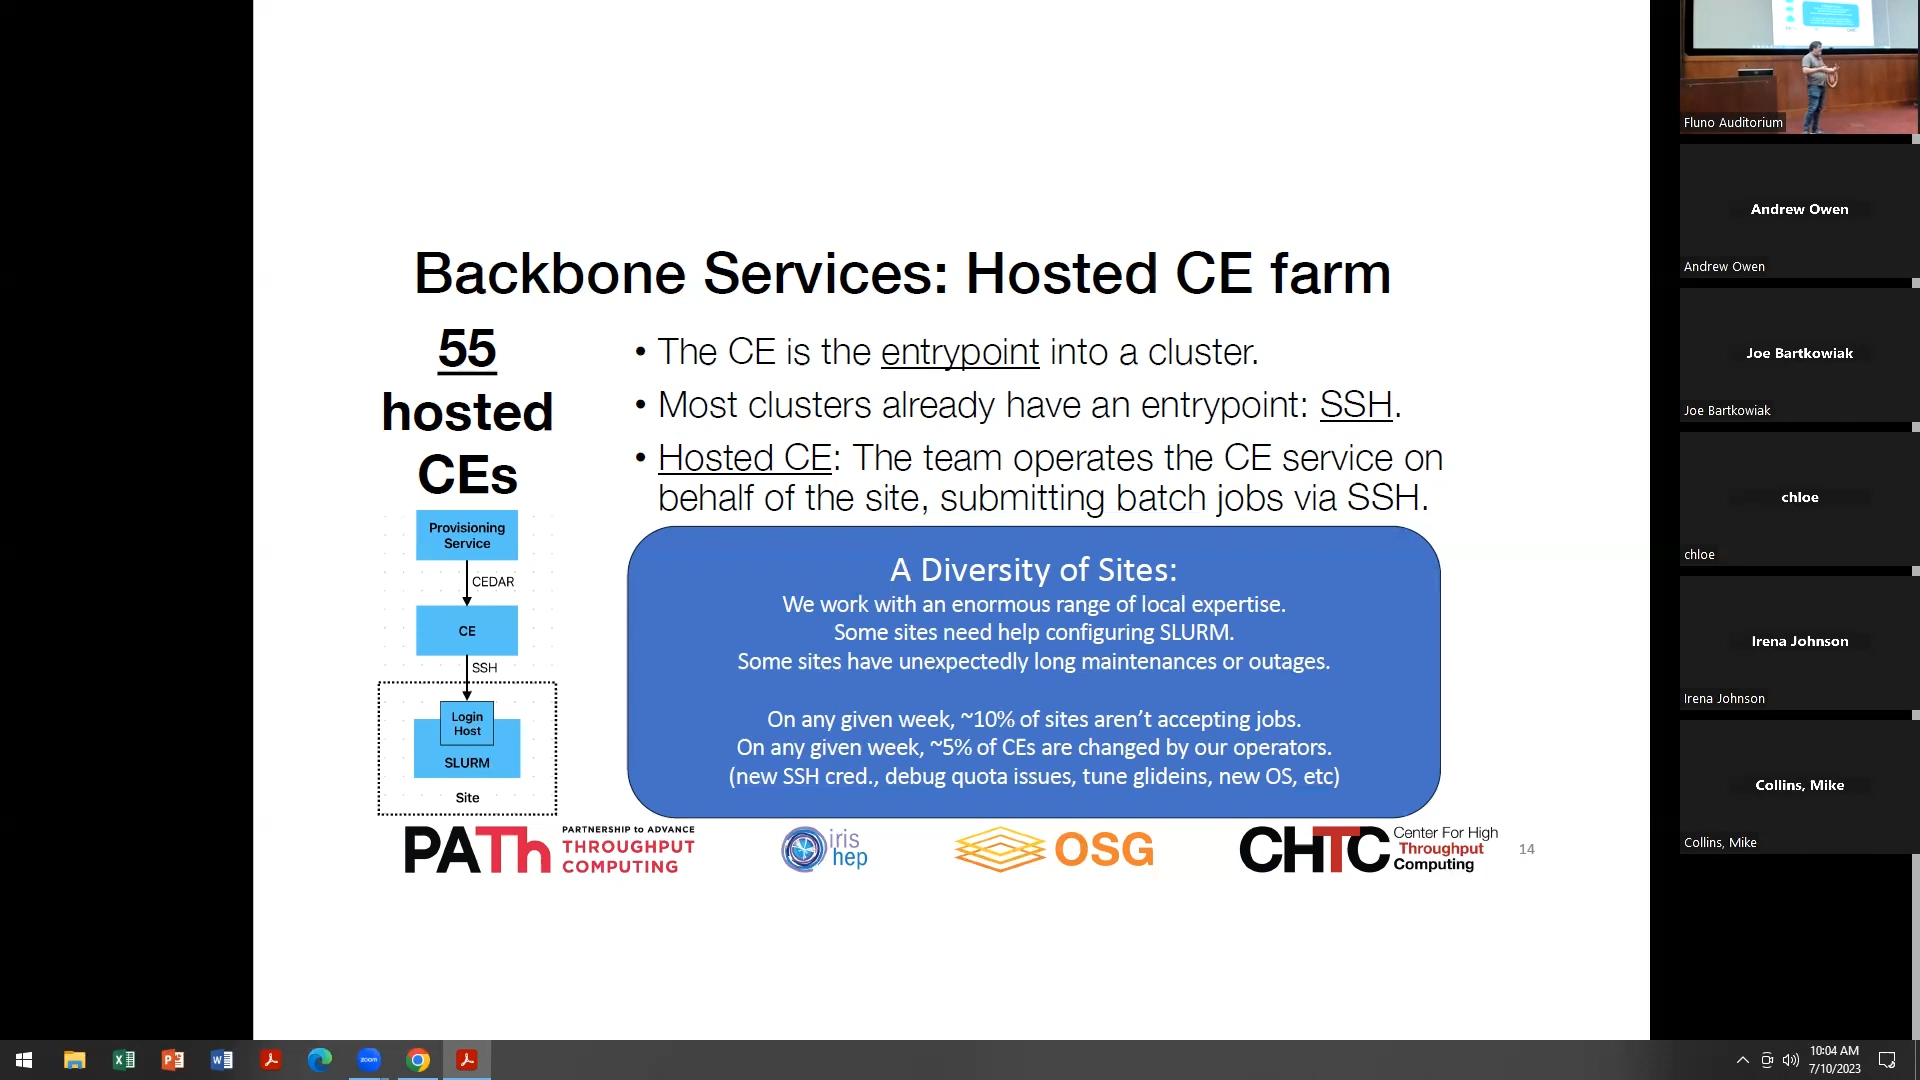 Backbone Services: Hosted CE farm
55
hosted
CEs
• The CE is the entrypoint into a cluster.
• Most clusters already have an entrypoint: SSH.
• Hosted CE: The team operates the CE service on
behalf of the site, submitting batch jobs via SSH.
Provisioning
Service
CEDAR
CE
SSH
Login
Host
SLURM
Site
A Diversity of Sites:
We work with an enormous range of local expertise.
Some sites need help configuring SLURM.
Some sites have unexpectedly long maintenances or outages.
On any given week, ~10% of sites aren’t accepting jobs.
On any given week, ~5% of CEs are changed by our operators.
(new SSH cred., debug quota issues, tune glideins, new OS, etc)
PATh
PARTNERSHIP to ADVANCE
THROUGHPUT
COMPUTING
iris
hep
OSG
CHTC
Center For High
Throughput
Computing
14
Fluno Auditorium
Andrew Owen
Andrew Owen
Joe Bartkowiak
Joe Bartkowiak
chloe
chloe
Irena Johnson
Irena Johnson
Collins, Mike
Collins, Mike
zoom
10:04 AM
7/10/2023